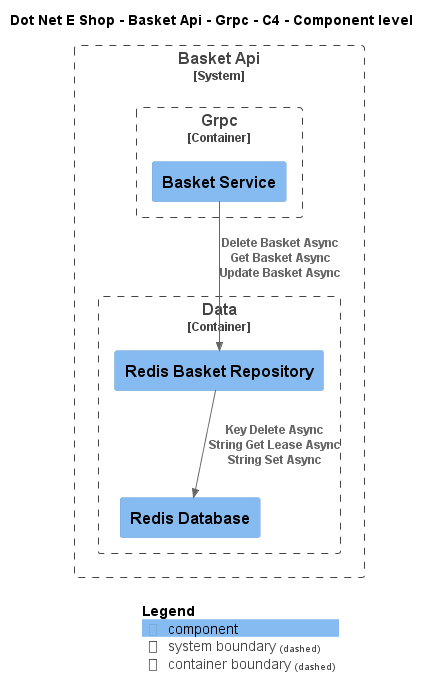 Dot Net E Shop - Basket Api - Grpc - C4 - Component level
Basket Api
[System]
Grpc
[Container]
Basket Service
Delete Basket Async
Get Basket Async
Update Basket Async
Data
[Container]
Redis Basket Repository
Key Delete Async
String Get Lease Async
String Set Async
Redis Database
Legend
component
system boundary (dashed)
container boundary (dashed)